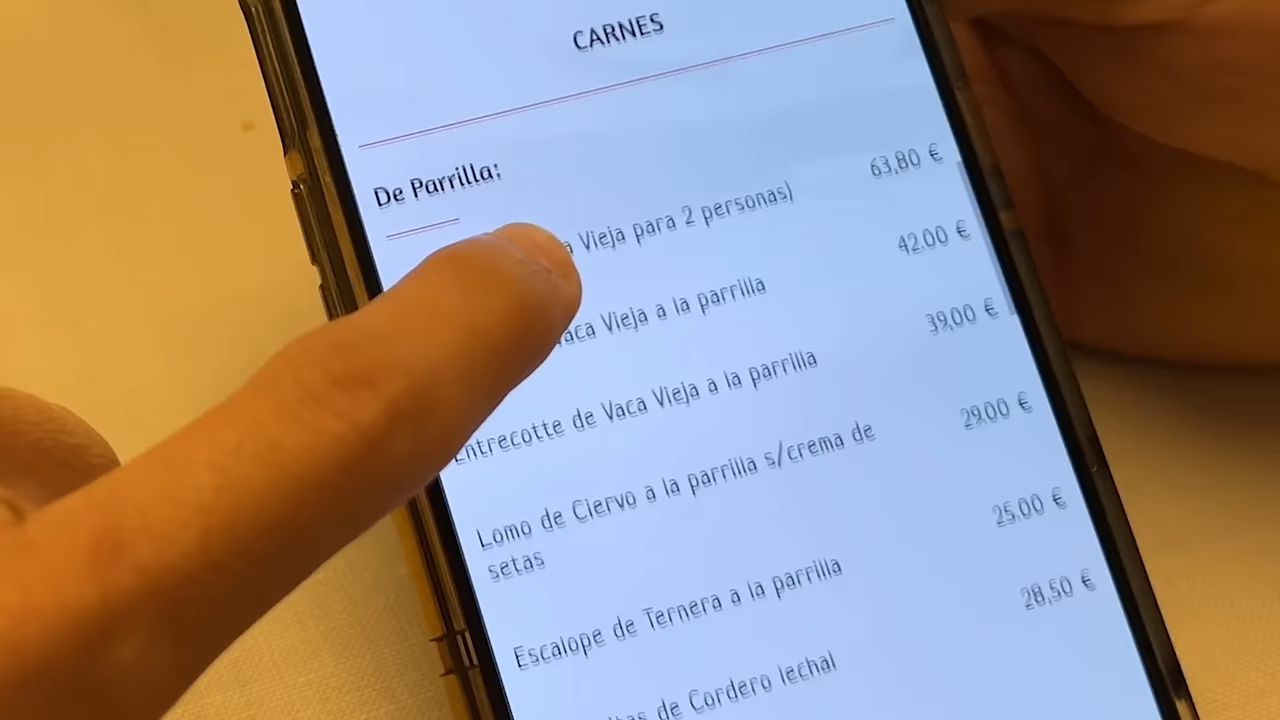 CARNES
De Parrilla:
Vieja para 2 personas) 63,80 €
Vieja a la parrilla 42.00 €
Entrecotte de Vaca Vieja a la parrilla 39,00 €
Lomo de Ciervo a la parrilla s/crema de 29.00 €
setas
Escalope de Ternera a la parrilla 25.00 €
de Cordero lechal 28,50 €